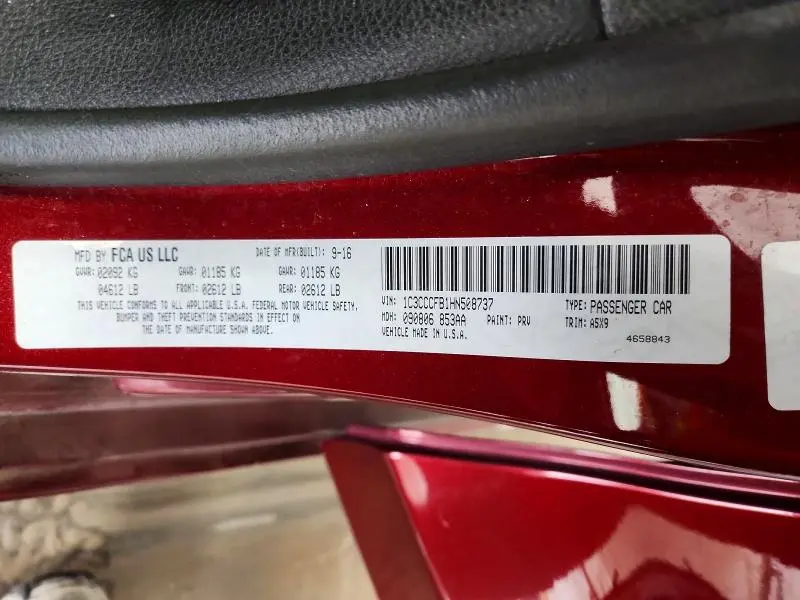 MFD BY FCA US LLC DATE OF MFR(BUILT): 9-16
GVWR: 02092 KG GAWR: 01185 KG GAWR: 01185 KG
04612 LB FRONT: 02612 LB REAR: 02612 LB
THIS VEHICLE CONFORMS TO ALL APPLICABLE U.S.A. FEDERAL MOTOR VEHICLE SAFETY,
BUMPER AND THEFT PREVENTION STANDARDS IN EFFECT ON
THE DATE OF MANUFACTURE SHOWN ABOVE.
VIN: 1C3CCCFB1HN508737 TYPE: PASSENGER CAR
MDH: 090806 853AA PAINT: PRV TRIM: A5X9
VEHICLE MADE IN U.S.A. 4658843